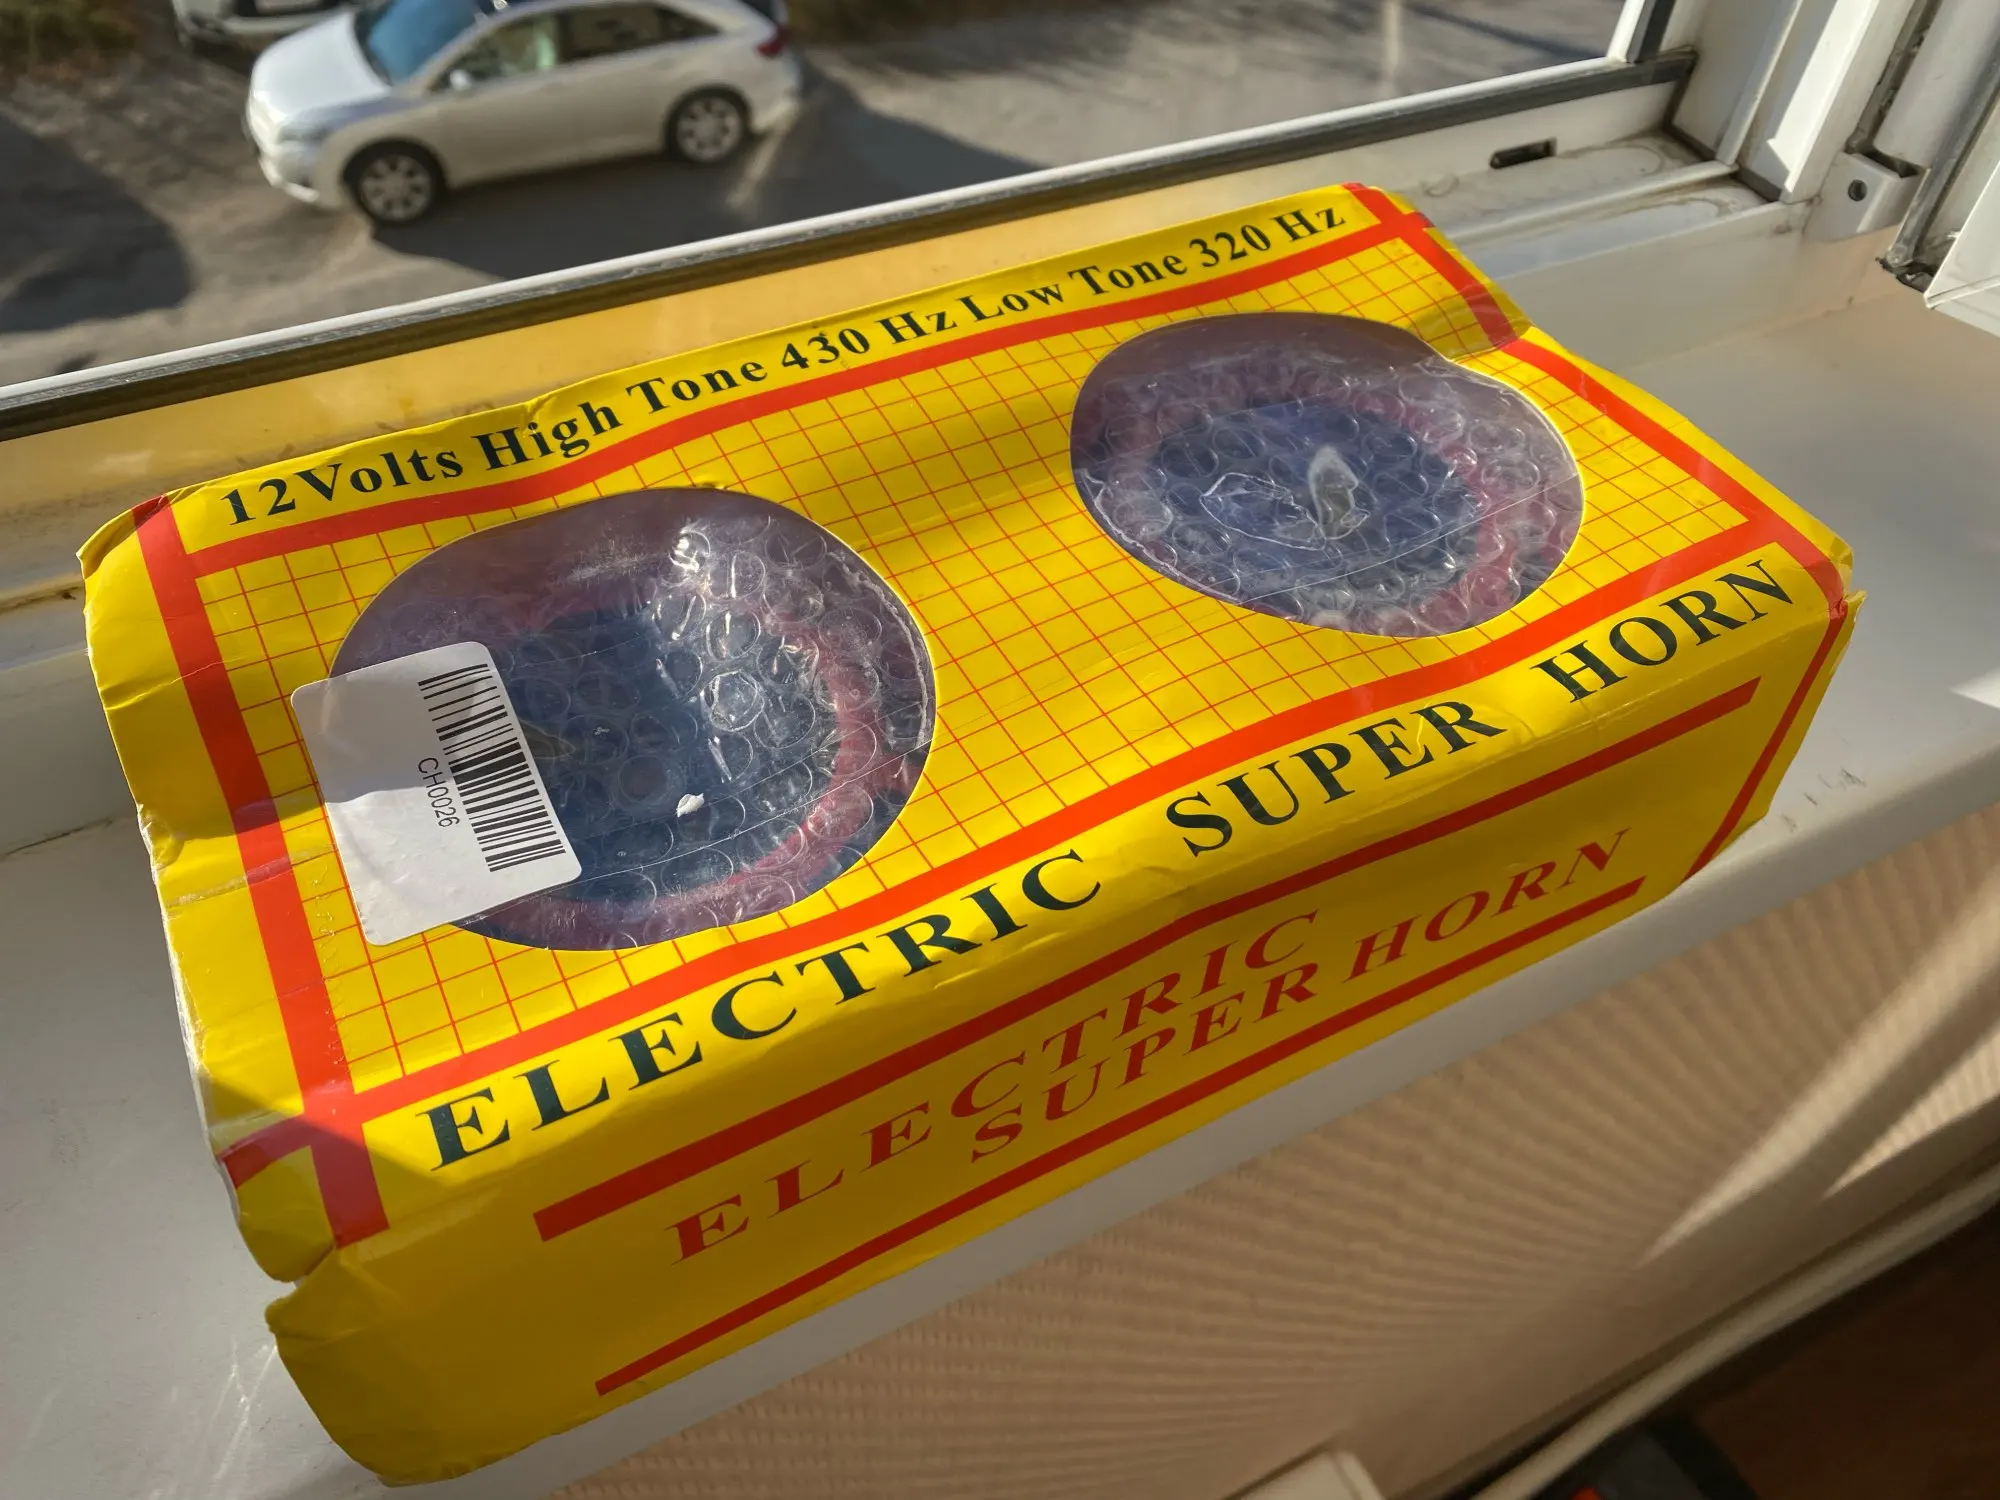 12Volts High Tone 430 Hz Low Tone 320 Hz
CH0026
ELECTRIC SUPER HORN
ELECTRIC
SUPER HORN